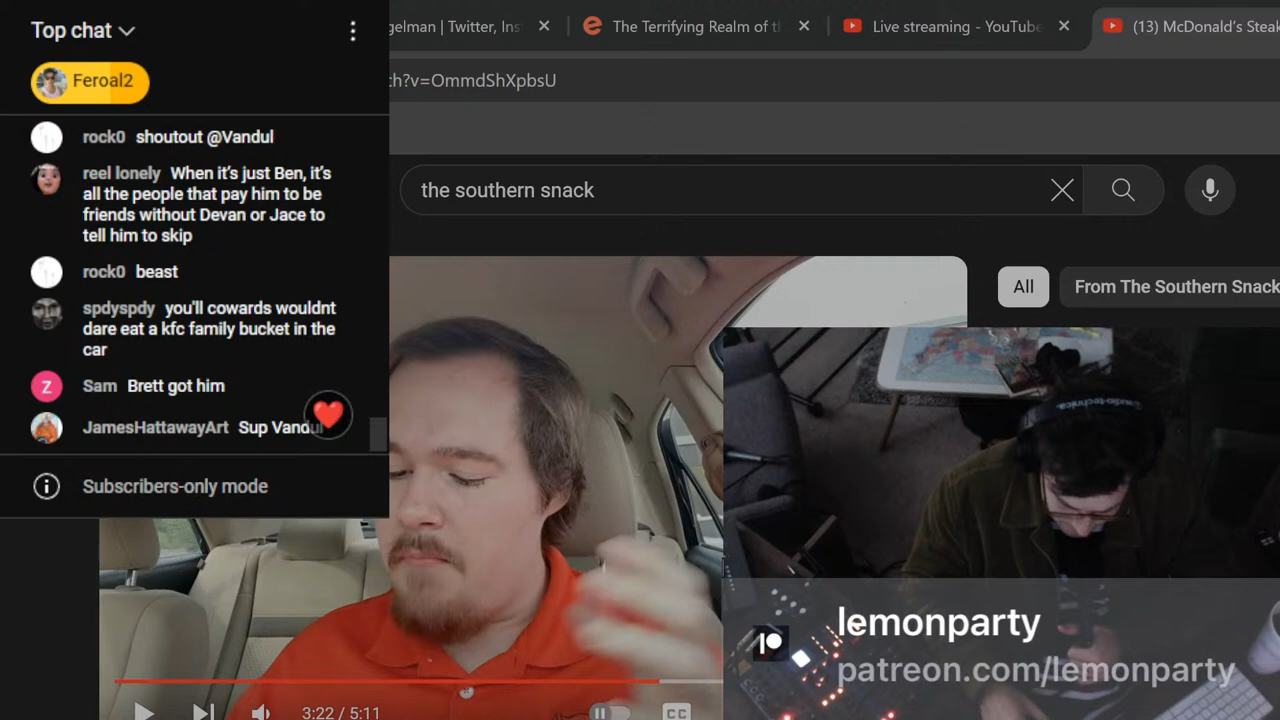 Top chat
gelman | Twitter, Ins
The Terrifying Realm of t
Live streaming - YouTube
(13) McDonald's Steak
Feroal2
ch?v=OmmdShXpbsU
rock0 shoutout @Vandul
reel lonely When it's just Ben, it's
all the people that pay him to be
friends without Devan or Jace to
tell him to skip
the southern snack
rock0 beast
All
From The Southern Snack
spdyspdy you'll cowards wouldnt
dare eat a kfc family bucket in the
car
Z
Sam Brett got him
JamesHattawayArt Sup Vandul
audio-technica
Subscribers-only mode
lemonparty
patreon.com/lemonparty
3:22 / 5:11
CC